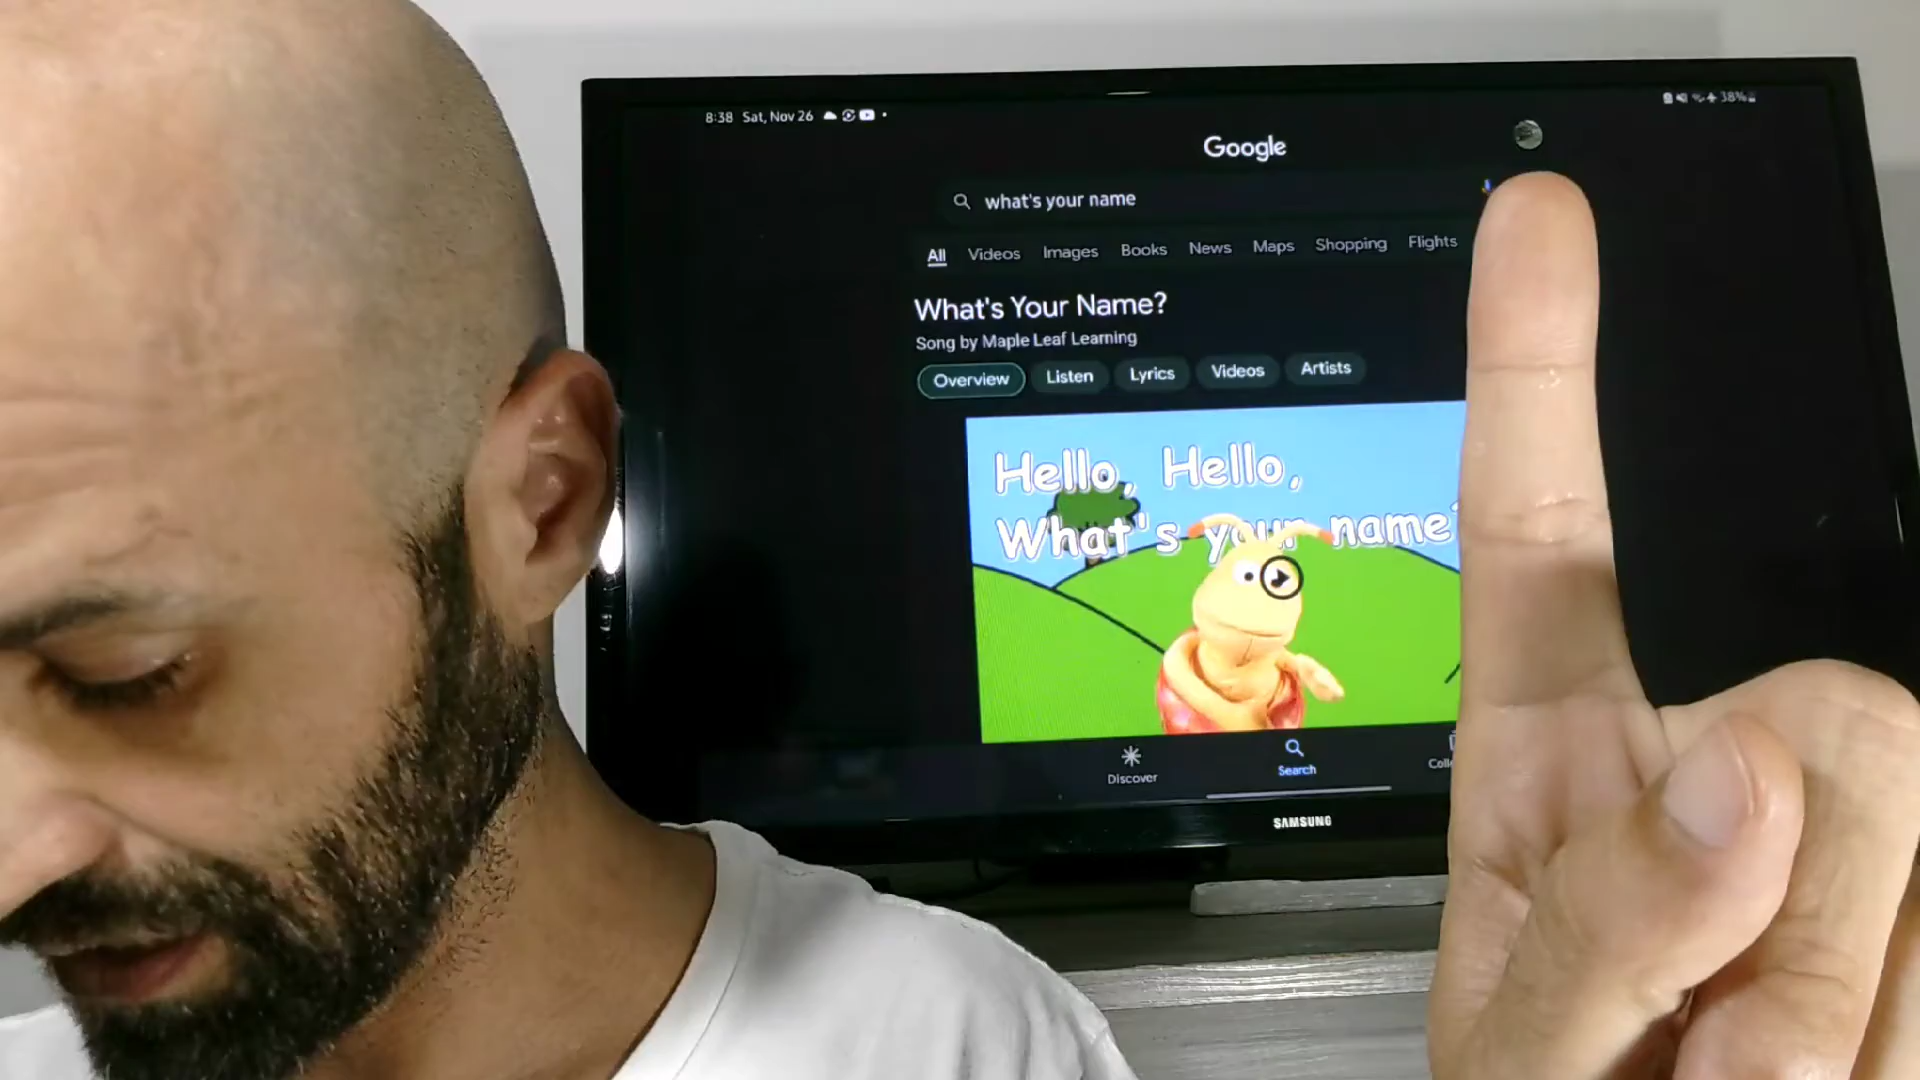 8:38 Sat, Nov 26
38%
Google
what's your name
All Videos Images Books News Maps Shopping Flights
What's Your Name?
Song by Maple Leaf Learning
Overview Listen Lyrics Videos Artists
Hello, Hello,
What's your name?
Discover Search Coll
SAMSUNG